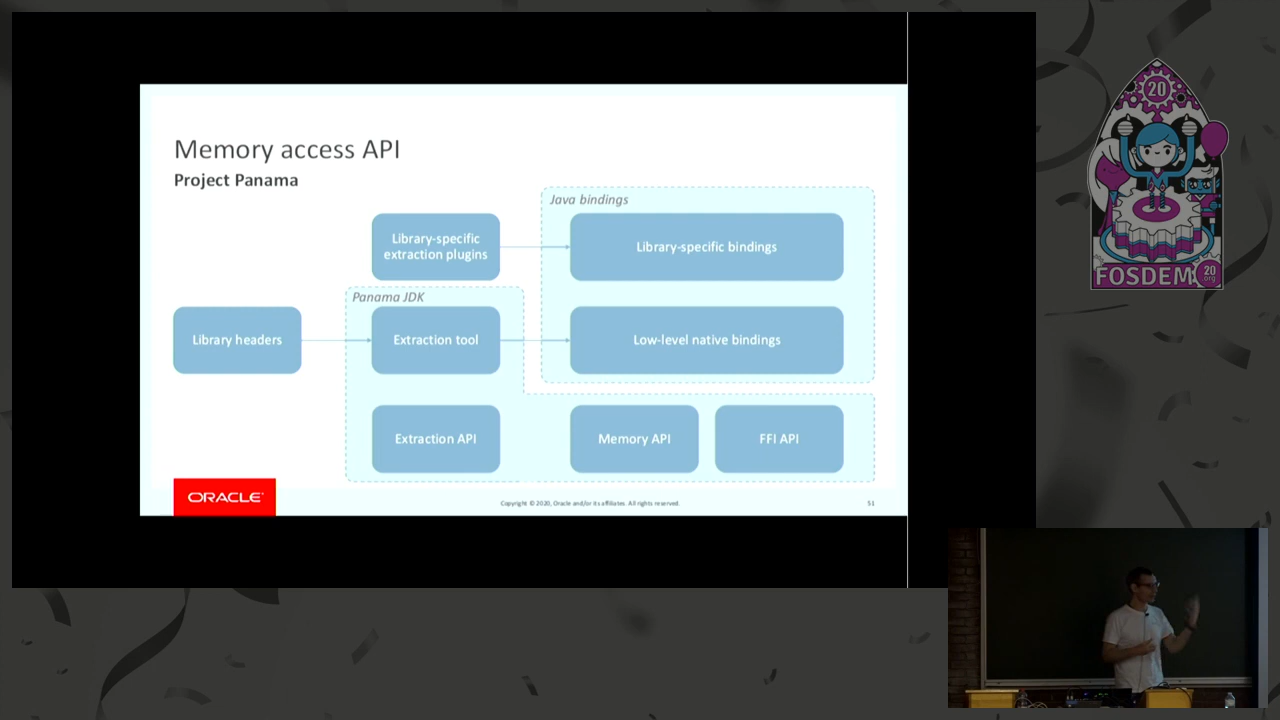 Memory access API
Project Panama
Java bindings
Library-specific
extraction plugins
Library-specific bindings
Panama JDK
Library headers
Extraction tool
Low-level native bindings
Extraction API
Memory API
FFI API
ORACLE
Copyright © 2020, Oracle and/or its affiliates. All rights reserved.
51
20
FOSDEM
20
.org